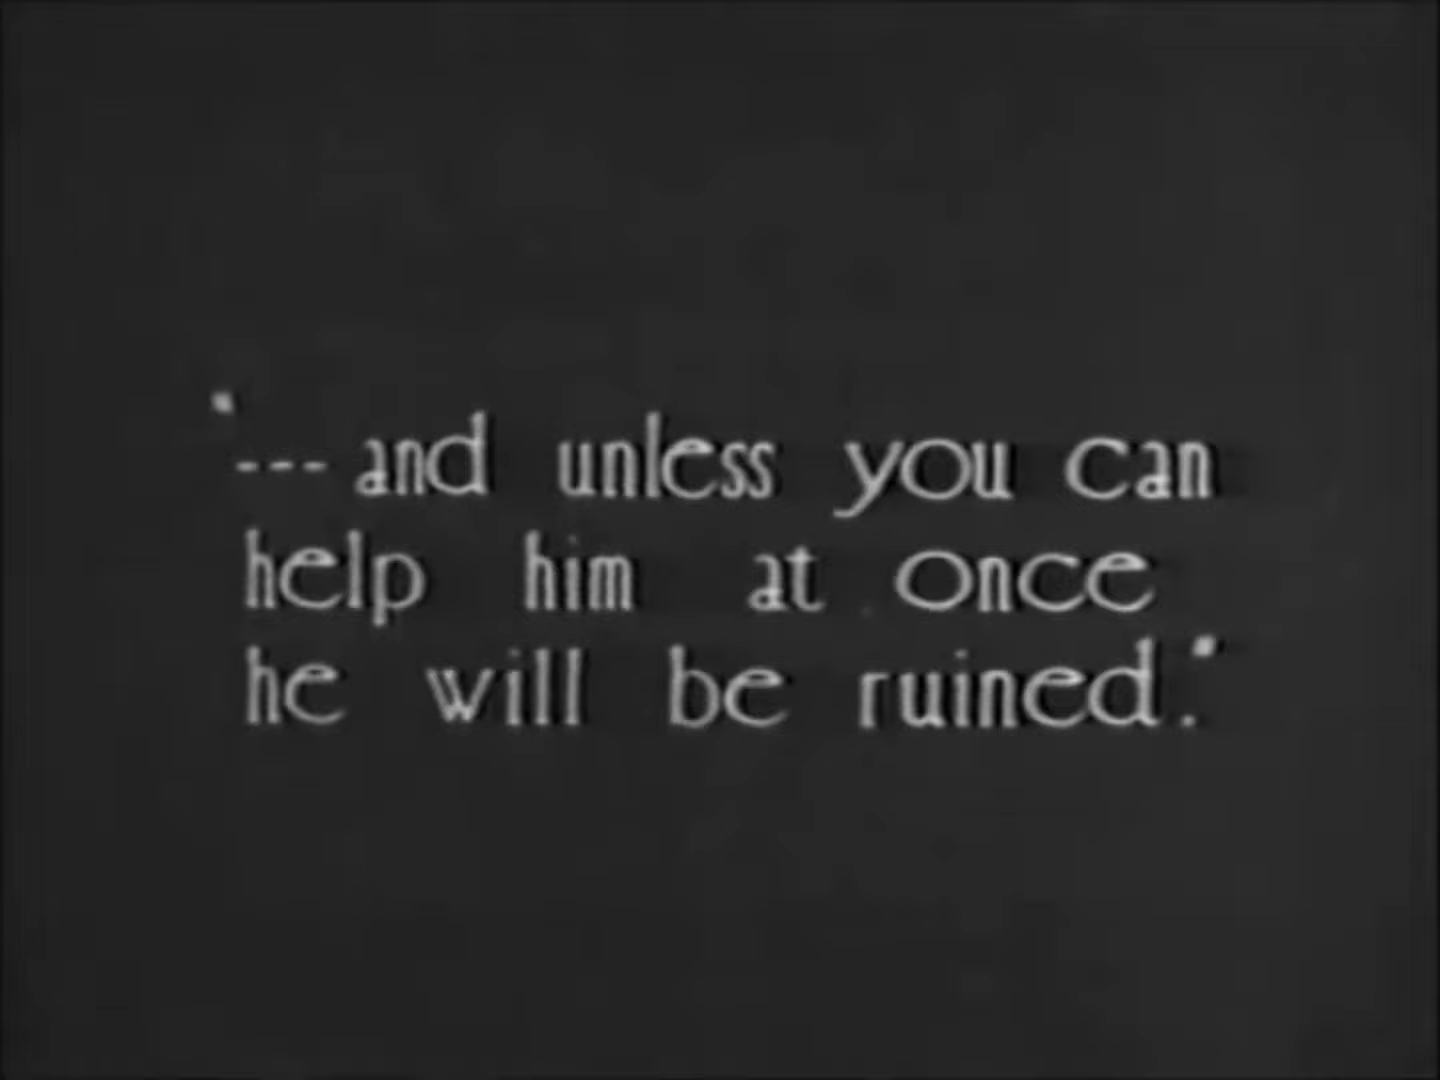 '--- and unless you can
help him at once
he will be ruined.'